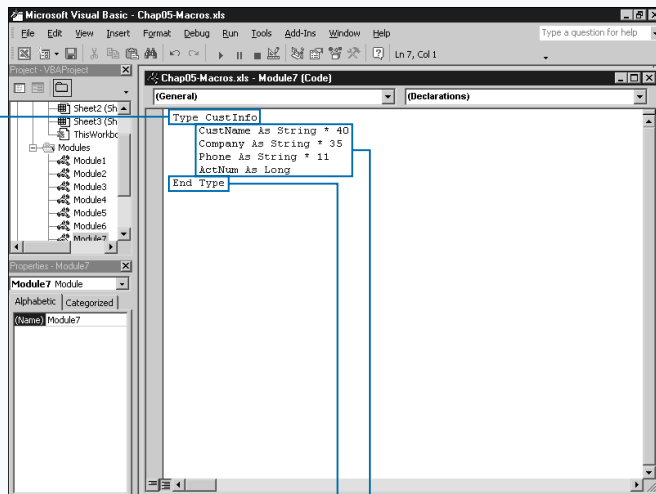 Microsoft Visual Basic - Chap05-Macros.xls
File Edit View Insert Format Debug Run Tools Add-Ins Window Help
Type a question for help
Ln 7, Col 1
Project - VBAProject
Sheet2 (Sh
Sheet3 (Sh
ThisWorkbo
Modules
Module1
Module2
Module3
Module4
Module5
Module6
Module7
Properties - Module7
Module7 Module
Alphabetic Categorized
(Name) Module7
Chap05-Macros.xls - Module7 (Code)
(General) (Declarations)
Type CustInfo
CustName As String * 40
Company As String * 35
Phone As String * 11
ActNum As Long
End Type